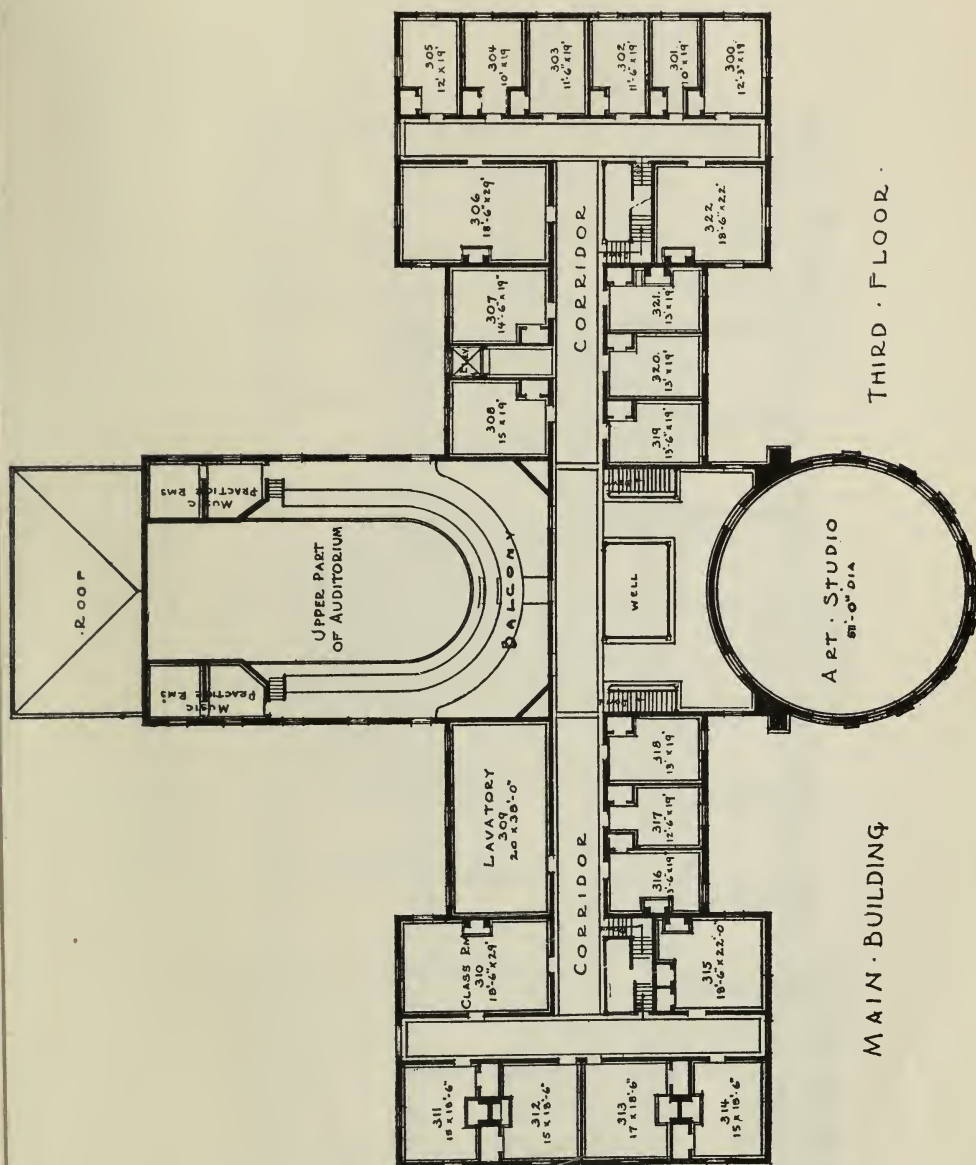 305
12' x 19'
304
10' x 19
303
11'-6" x 19'
302
11'-6" x 19'
301
10' x 19'
300
12'-3" x 19'
306
18'-6" x 29'
322
18'-6" x 22'
CORRIDOR
307
14'-6" x 19"
ELEV
308
15 x 19'
321.
13' x 19'
320.
13' x 19'
319
x 19'
ROOF
MUSIC
PRACTICE RMS
UPPER PART
OF AUDITORIUM
BALCONY
MUSIC
PRACTICE RMS.
WELL
DOWN
DOWN
ART · STUDIO
DIA
LAVATORY
309
20 x 38'-0"
318
13' x 19'
317
12'-6" x 19'
316
x 19'
CORRIDOR
CLASS RM
310
18'-6" x 29'
315
18'-6" x 22'-0"
311
x 18'-6"
312
15 x 18'-6"
313
17 x 18'-6"
314
15 x 18'-6"
MAIN · BUILDING
THIRD · FLOOR ·